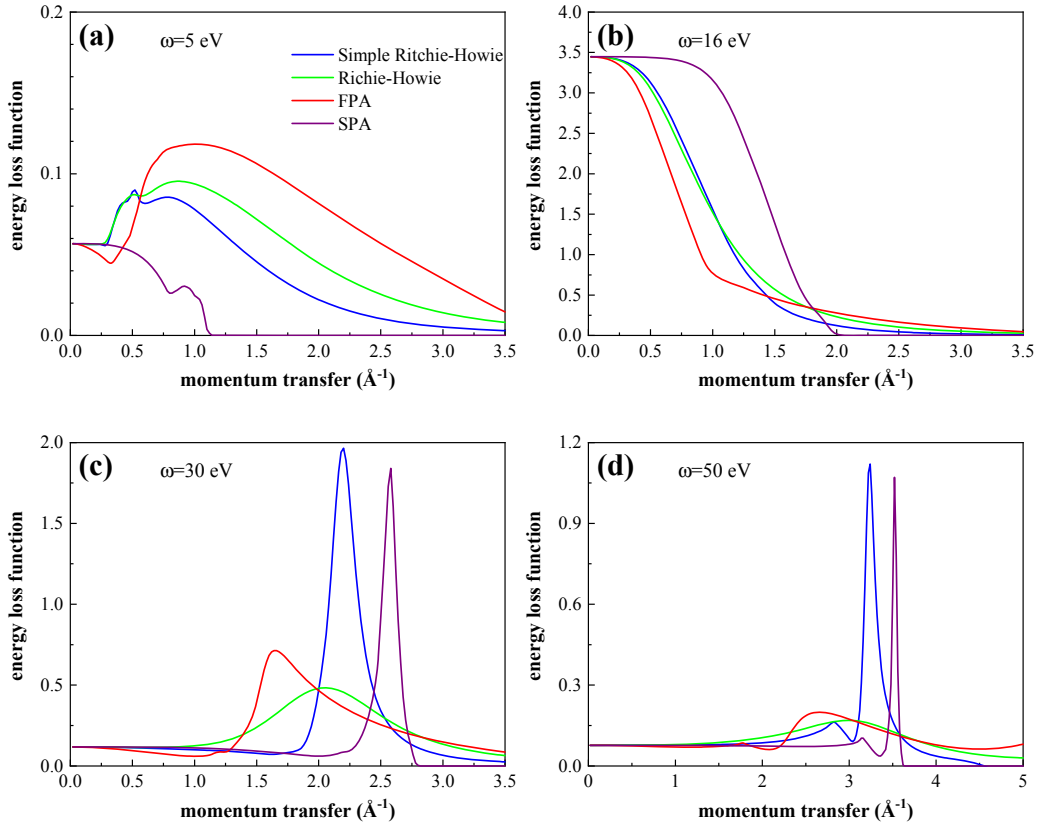 (a)
ω=5 eV
Simple Ritchie-Howie
Richie-Howie
FPA
SPA
0.2
0.1
0.0
energy loss function
0.0 0.5 1.0 1.5 2.0 2.5 3.0 3.5
momentum transfer (Å⁻¹)
(b)
ω=16 eV
4.0
3.5
3.0
2.5
2.0
1.5
1.0
0.5
0.0
energy loss function
0.0 0.5 1.0 1.5 2.0 2.5 3.0 3.5
momentum transfer (Å⁻¹)
(c)
ω=30 eV
2.0
1.5
1.0
0.5
0.0
energy loss function
0.0 0.5 1.0 1.5 2.0 2.5 3.0 3.5
momentum transfer (Å⁻¹)
(d)
ω=50 eV
1.2
0.9
0.6
0.3
0.0
energy loss function
0 1 2 3 4 5
momentum transfer (Å⁻¹)